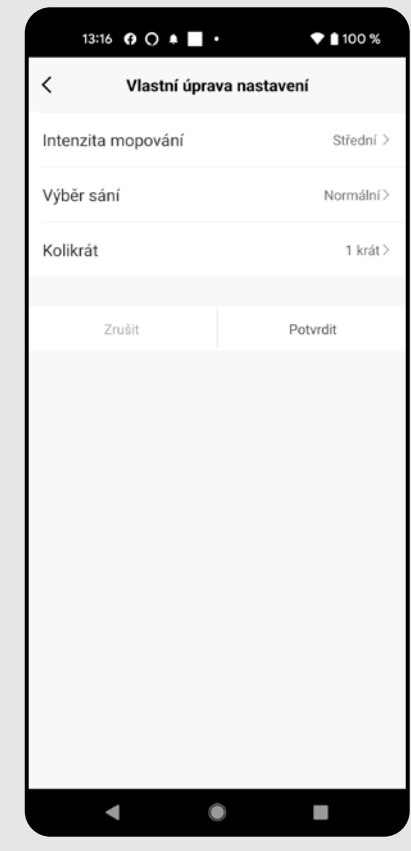 13:16 100 %
Vlastní úprava nastavení
Intenzita mopování Střední >
Výběr sání Normální >
Kolikrát 1 krát >
Zrušit Potvrdit